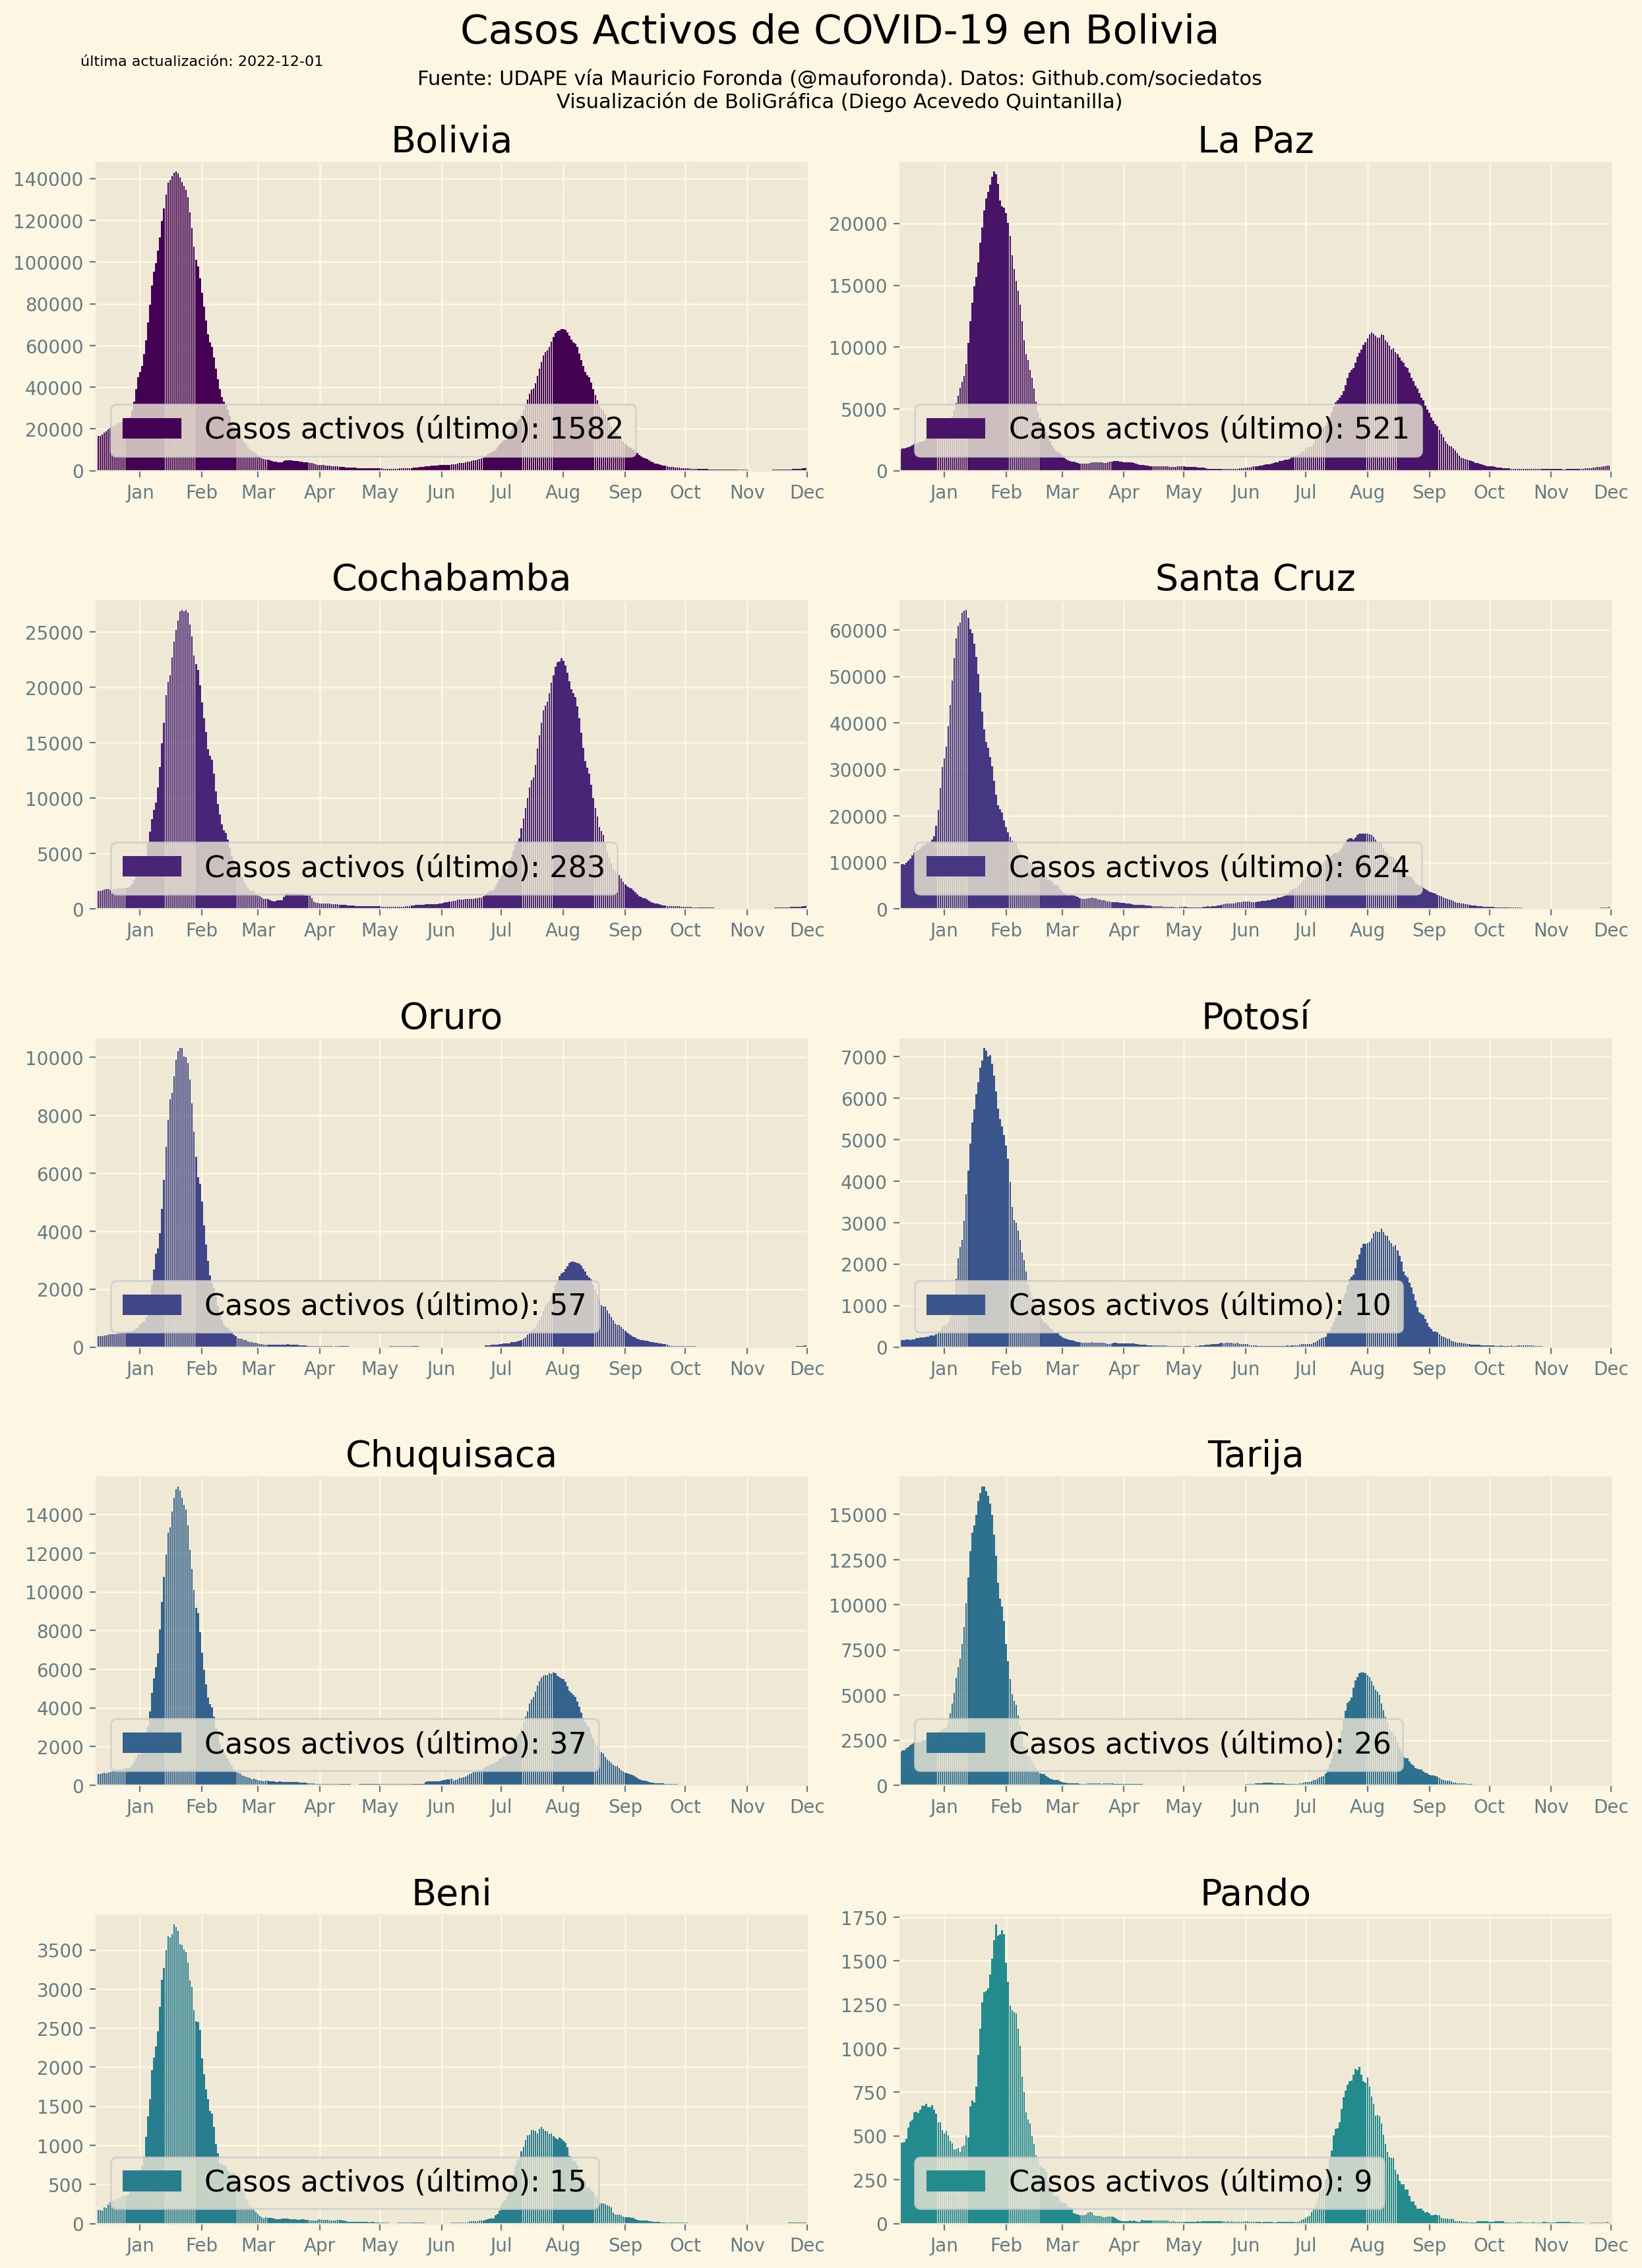 Casos Activos de COVID-19 en Bolivia
última actualización: 2022-12-01
Fuente: UDAPE vía Mauricio Foronda (@mauforonda). Datos: Github.com/sociedatos
Visualización de BoliGráfica (Diego Acevedo Quintanilla)
Bolivia
140000
120000
100000
80000
60000
40000
20000
0
Casos activos (último): 1582
Jan Feb Mar Apr May Jun Jul Aug Sep Oct Nov Dec
La Paz
20000
15000
10000
5000
0
Casos activos (último): 521
Jan Feb Mar Apr May Jun Jul Aug Sep Oct Nov Dec
Cochabamba
25000
20000
15000
10000
5000
0
Casos activos (último): 283
Jan Feb Mar Apr May Jun Jul Aug Sep Oct Nov Dec
Santa Cruz
60000
50000
40000
30000
20000
10000
0
Casos activos (último): 624
Jan Feb Mar Apr May Jun Jul Aug Sep Oct Nov Dec
Oruro
10000
8000
6000
4000
2000
0
Casos activos (último): 57
Jan Feb Mar Apr May Jun Jul Aug Sep Oct Nov Dec
Potosí
7000
6000
5000
4000
3000
2000
1000
0
Casos activos (último): 10
Jan Feb Mar Apr May Jun Jul Aug Sep Oct Nov Dec
Chuquisaca
14000
12000
10000
8000
6000
4000
2000
0
Casos activos (último): 37
Jan Feb Mar Apr May Jun Jul Aug Sep Oct Nov Dec
Tarija
15000
12500
10000
7500
5000
2500
0
Casos activos (último): 26
Jan Feb Mar Apr May Jun Jul Aug Sep Oct Nov Dec
Beni
3500
3000
2500
2000
1500
1000
500
0
Casos activos (último): 15
Jan Feb Mar Apr May Jun Jul Aug Sep Oct Nov Dec
Pando
1750
1500
1250
1000
750
500
250
0
Casos activos (último): 9
Jan Feb Mar Apr May Jun Jul Aug Sep Oct Nov Dec